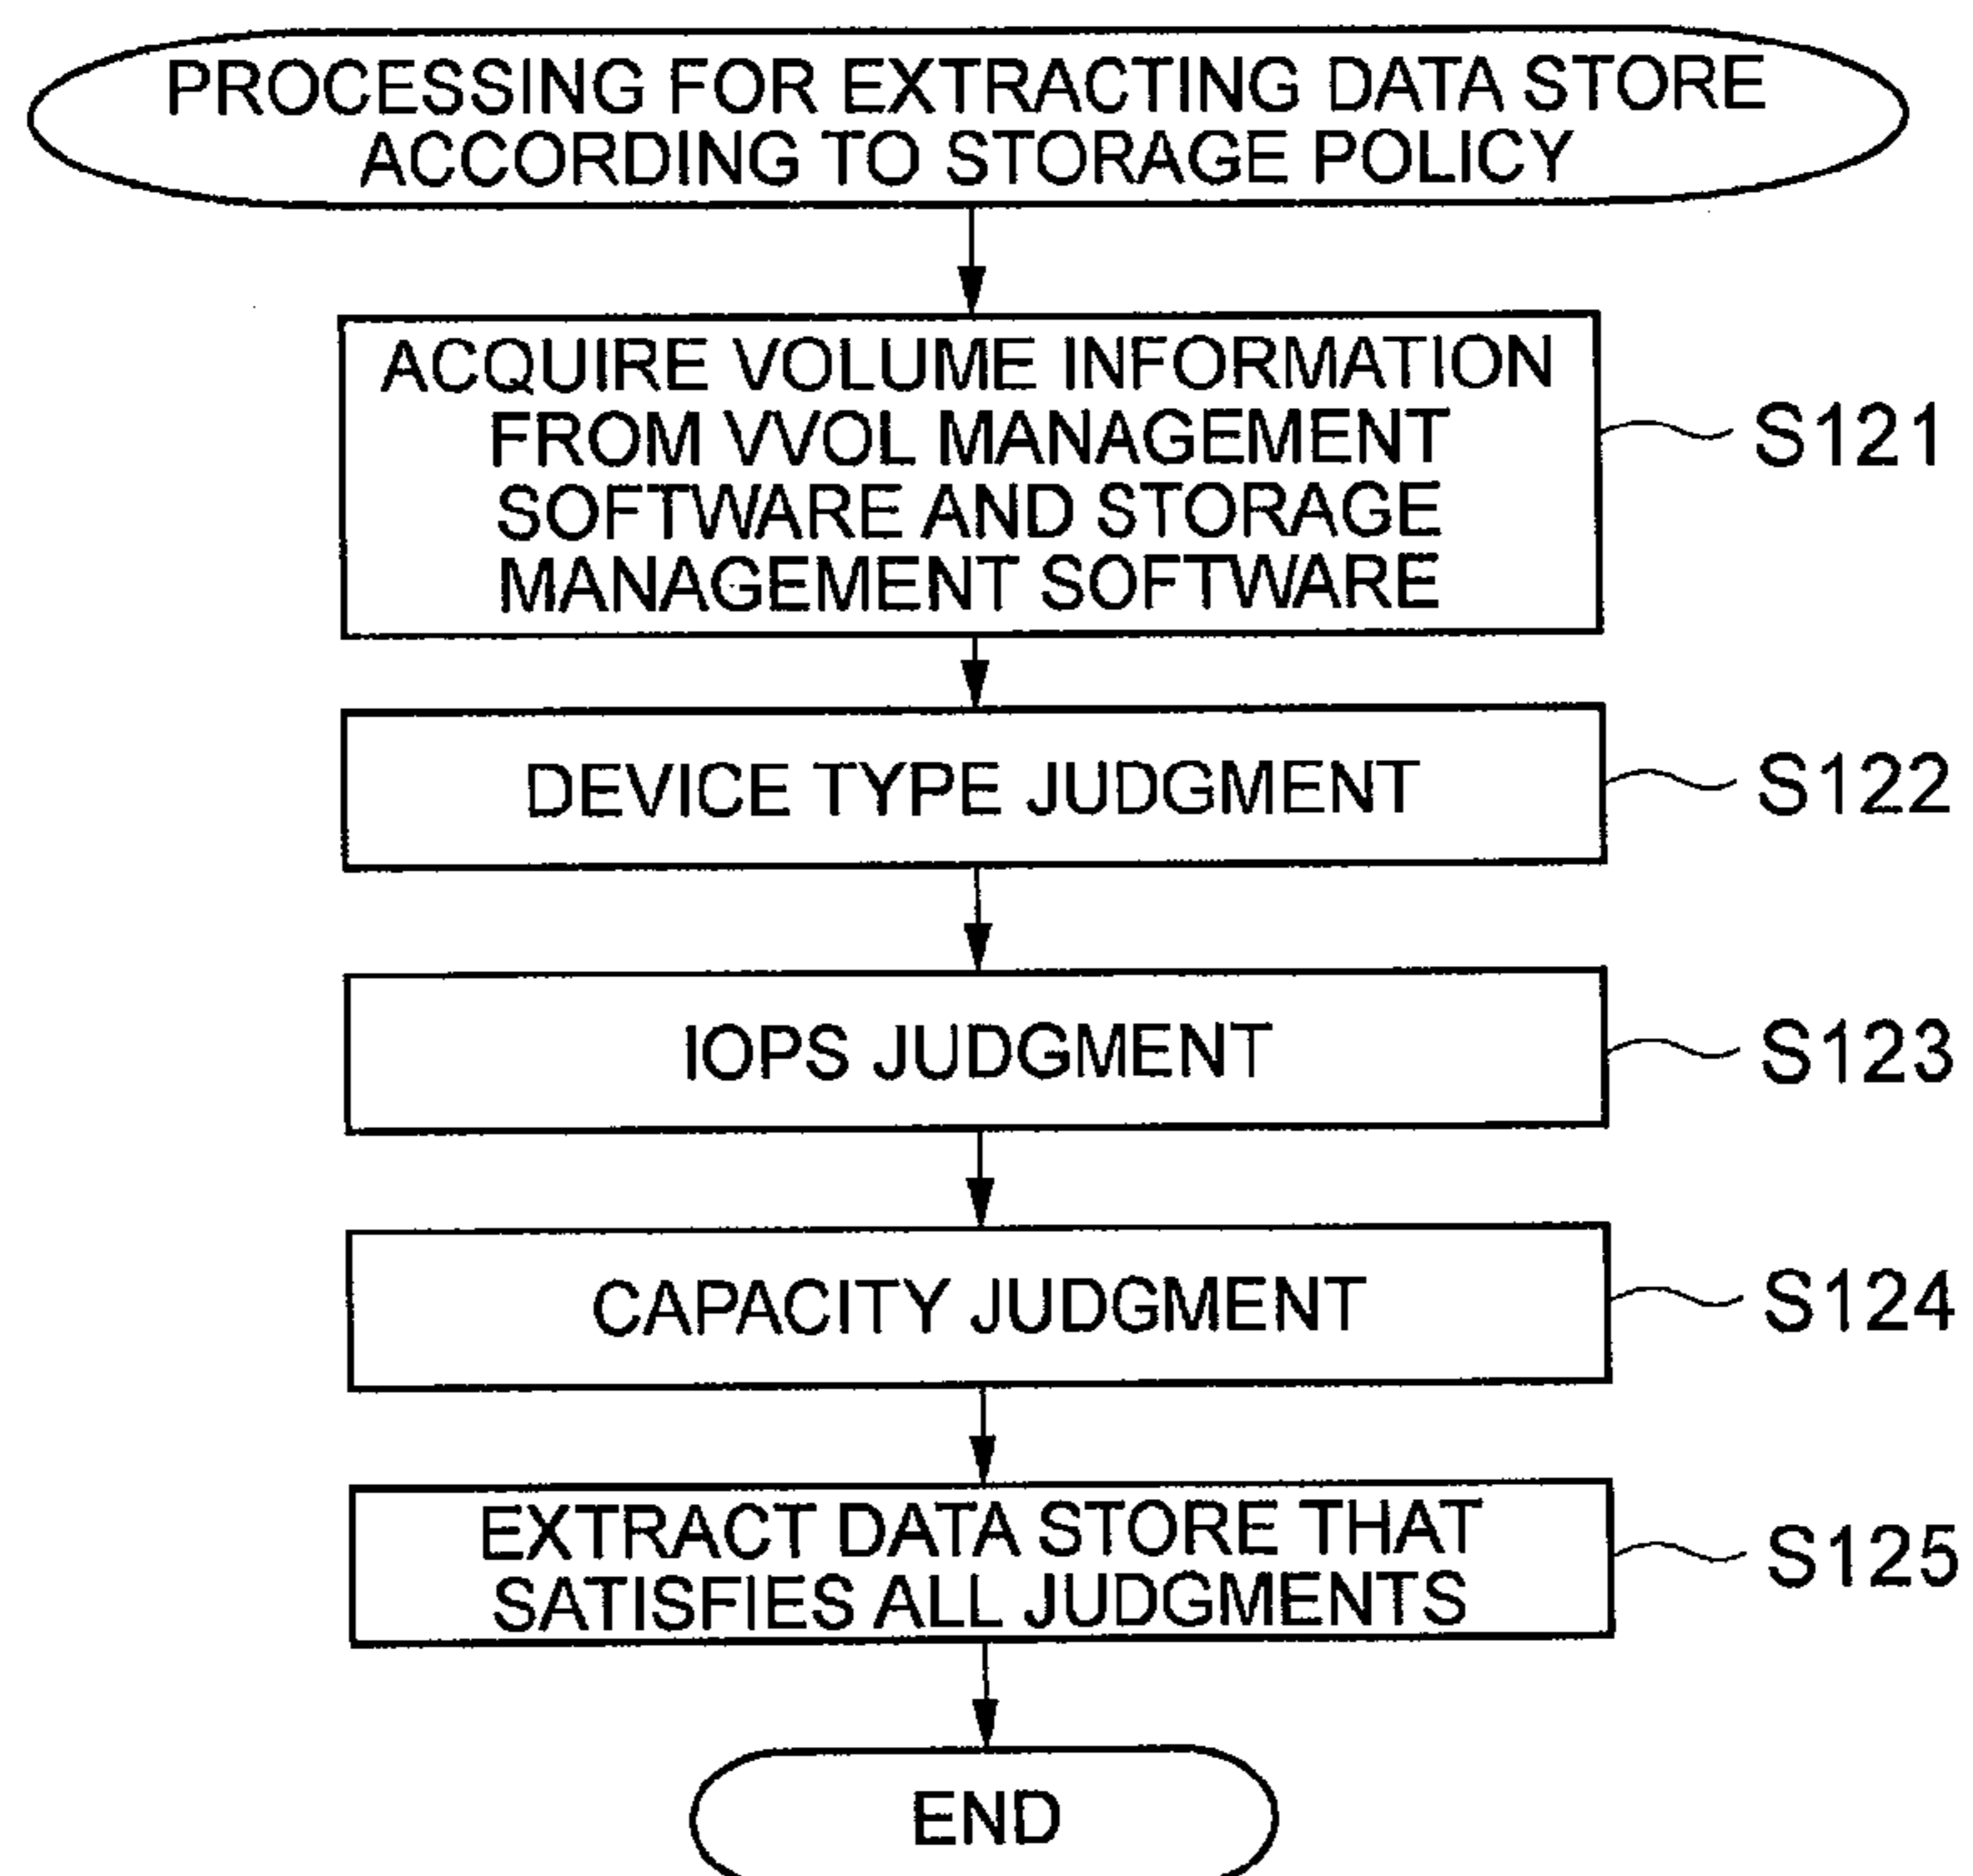 PROCESSING FOR EXTRACTING DATA STORE
ACCORDING TO STORAGE POLICY
ACQUIRE VOLUME INFORMATION
FROM VVOL MANAGEMENT
SOFTWARE AND STORAGE
MANAGEMENT SOFTWARE
S121
DEVICE TYPE JUDGMENT
S122
IOPS JUDGMENT
S123
CAPACITY JUDGMENT
S124
EXTRACT DATA STORE THAT
SATISFIES ALL JUDGMENTS
S125
END